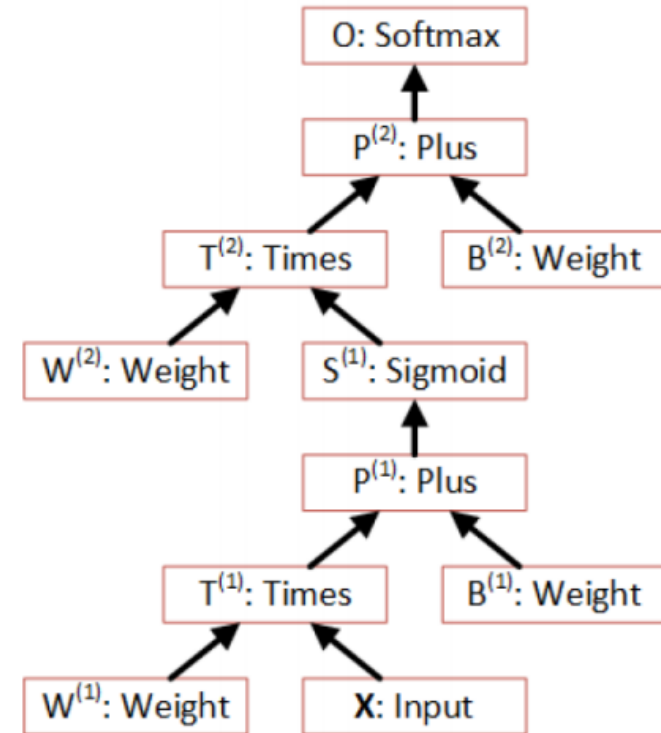 O: Softmax
P(2): Plus
T(2): Times
B(2): Weight
W(2): Weight
S(1): Sigmoid
P(1): Plus
T(1): Times
B(1): Weight
W(1): Weight
X: Input